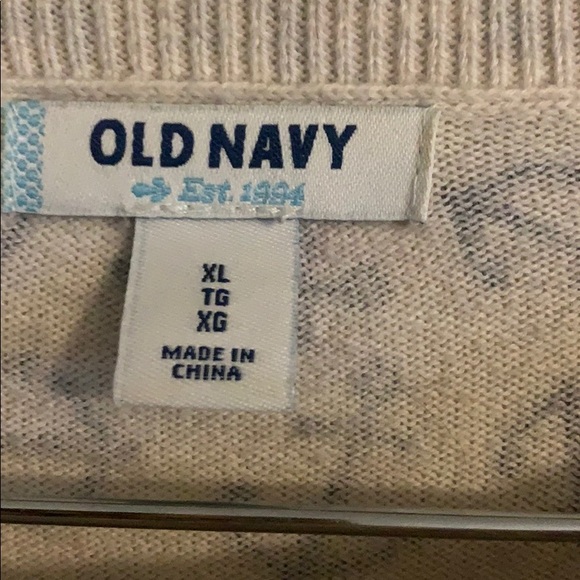 OLD NAVY
Est 1994
XL
TG
XG
MADE IN
CHINA